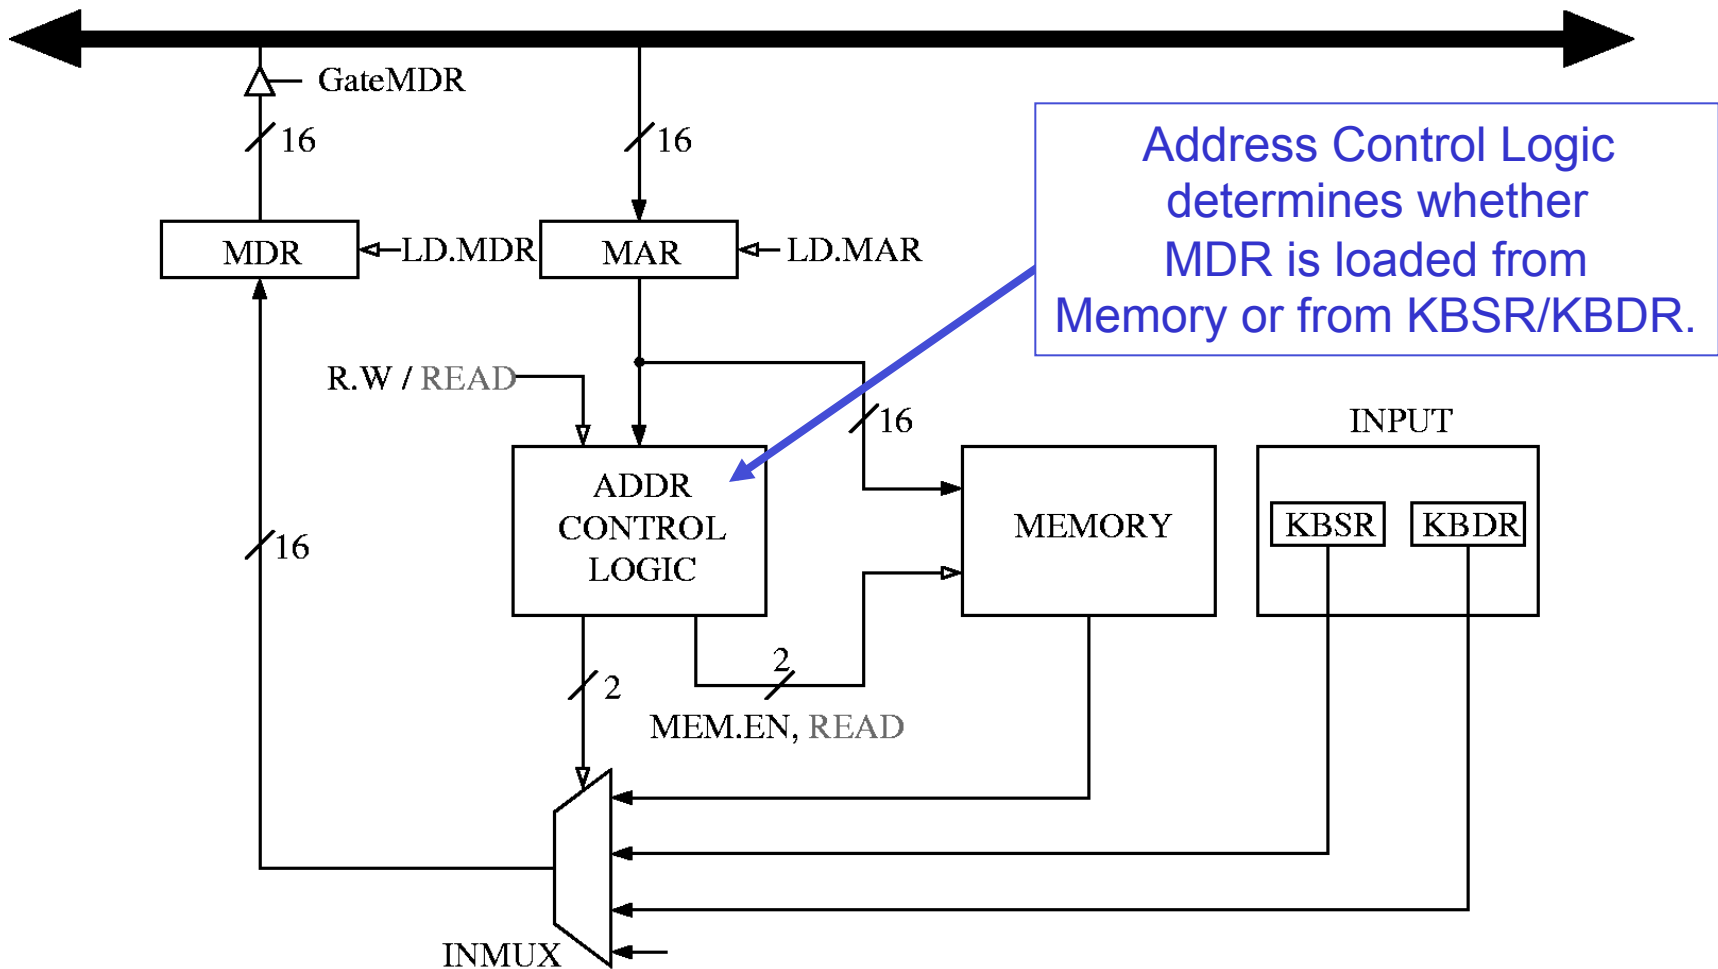 GateMDR
16
16
Address Control Logic
determines whether
MDR is loaded from
Memory or from KBSR/KBDR.
MDR
LD.MDR
MAR
LD.MAR
R.W / READ
16
INPUT
ADDR
CONTROL
LOGIC
MEMORY
KBSR
KBDR
16
2
2
MEM.EN, READ
INMUX